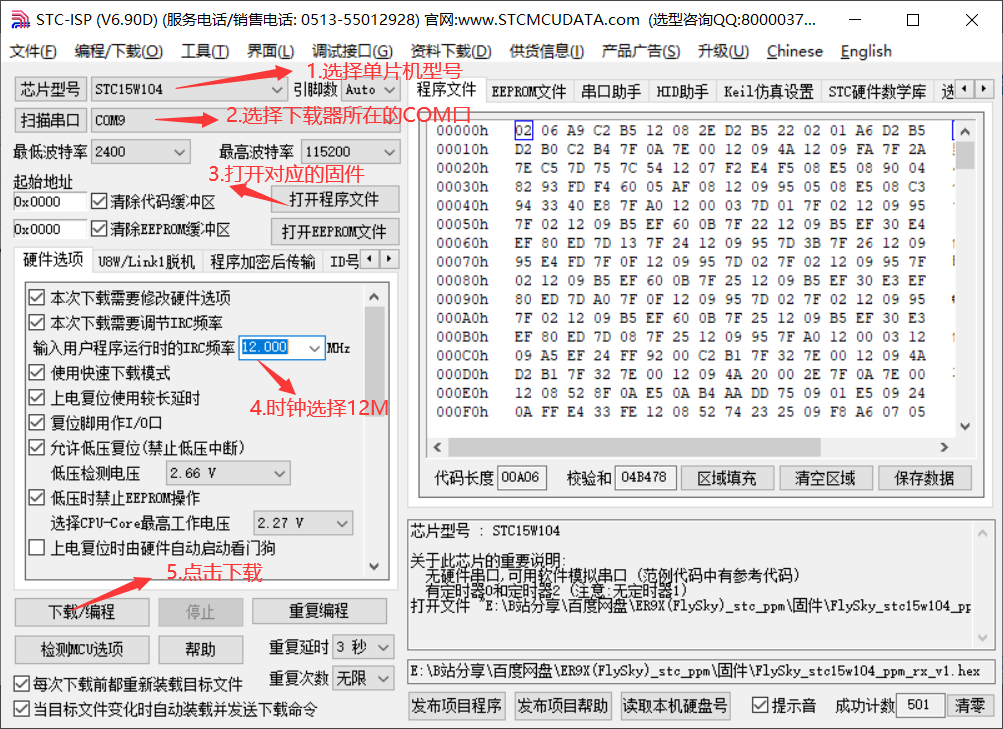 STC-ISP (V6.90D) (服务电话/销售电话: 0513-55012928) 官网:www.STCMCUDATA.com (选型咨询QQ:8000037...
文件(F) 编程/下载(O) 工具(T) 界面(L) 调试接口(G) 资料下载(D) 供货信息(I) 产品广告(S) 升级(U) Chinese English
1.选择单片机型号
芯片型号 STC15W104 引脚数 Auto
扫描串口 COM9
2.选择下载器所在的COM口
最低波特率 2400 最高波特率 115200
3.打开对应的固件
起始地址
0x0000 清除代码缓冲区 打开程序文件
0x0000 清除EEPROM缓冲区 打开EEPROM文件
硬件选项 U8W/Link1脱机 程序加密后传输 ID号
本次下载需要修改硬件选项
本次下载需要调节IRC频率
输入用户程序运行时的IRC频率 12.000 MHz
使用快速下载模式
上电复位使用较长延时
4.时钟选择12M
复位脚用作I/O口
允许低压复位(禁止低压中断)
低压检测电压 2.66 V
低压时禁止EEPROM操作
选择CPU-Core最高工作电压 2.27 V
上电复位时由硬件自动启动看门狗
5.点击下载
下载/编程 停止 重复编程
检测MCU选项 帮助 重复延时 3 秒
重复次数 无限
每次下载前都重新装载目标文件
当目标文件变化时自动装载并发送下载命令
程序文件 EEPROM文件 串口助手 HID助手 Keil仿真设置 STC硬件数学库 选
00000h 02 06 A9 C2 B5 12 08 2E D2 B5 22 02 01 A6 D2 B5
00010h D2 B0 C2 B4 7F 0A 7E 00 12 09 4A 12 09 FA 7F 2A
00020h 7E C5 7D 75 7C 54 12 07 F2 E4 F5 08 E5 08 90 04
00030h 82 93 FD F4 60 05 AF 08 12 09 95 05 08 E5 08 C3
00040h 94 33 40 E8 7F A0 12 00 03 7D 01 7F 02 12 09 95
00050h 7F 02 12 09 B5 EF 60 0B 7F 22 12 09 B5 EF 30 E4
00060h EF 80 ED 7D 13 7F 24 12 09 95 7D 3B 7F 26 12 09
00070h 95 E4 FD 7F 0F 12 09 95 7D 02 7F 02 12 09 95 7F
00080h 02 12 09 B5 EF 60 0B 7F 25 12 09 B5 EF 30 E3 EF
00090h 80 ED 7D A0 7F 0F 12 09 95 7D 02 7F 02 12 09 95
000A0h 7F 02 12 09 B5 EF 60 0B 7F 25 12 09 B5 EF 30 E3
000B0h EF 80 ED 7D 08 7F 25 12 09 95 7F A0 12 00 03 12
000C0h 09 A5 EF 24 FF 92 00 C2 B1 7F 32 7E 00 12 09 4A
000D0h D2 B1 7F 32 7E 00 12 09 4A 20 00 2E 7F 0A 7E 00
000E0h 12 08 52 8F 0A E5 0A B4 AA DD 75 09 01 E5 09 24
000F0h 0A FF E4 33 FE 12 08 52 74 23 25 09 F8 A6 07 05
代码长度 00A06 校验和 04B478 区域填充 清空区域 保存数据
芯片型号 : STC15W104
关于此芯片的重要说明:
无硬件串口,可用软件模拟串口 (范例代码中有参考代码)
有定时器0和定时器2 (注意:无定时器1)
打开文件 "E:\B站分享\百度网盘\ER9X(FlySky)_stc_ppm\固件\FlySky_stc15w104_pp
E:\B站分享\百度网盘\ER9X(FlySky)_stc_ppm\固件\FlySky_stc15w104_ppm_rx_v1.hex
发布项目程序 发布项目帮助 读取本机硬盘号 提示音 成功计数 501 清零